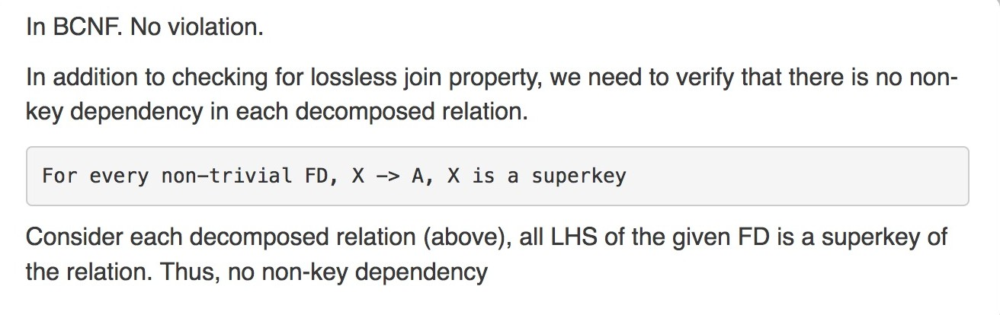 In BCNF. No violation.
In addition to checking for lossless join property, we need to verify that there is no non-
key dependency in each decomposed relation.
For every non-trivial FD, X -> A, X is a superkey
Consider each decomposed relation (above), all LHS of the given FD is a superkey of
the relation. Thus, no non-key dependency